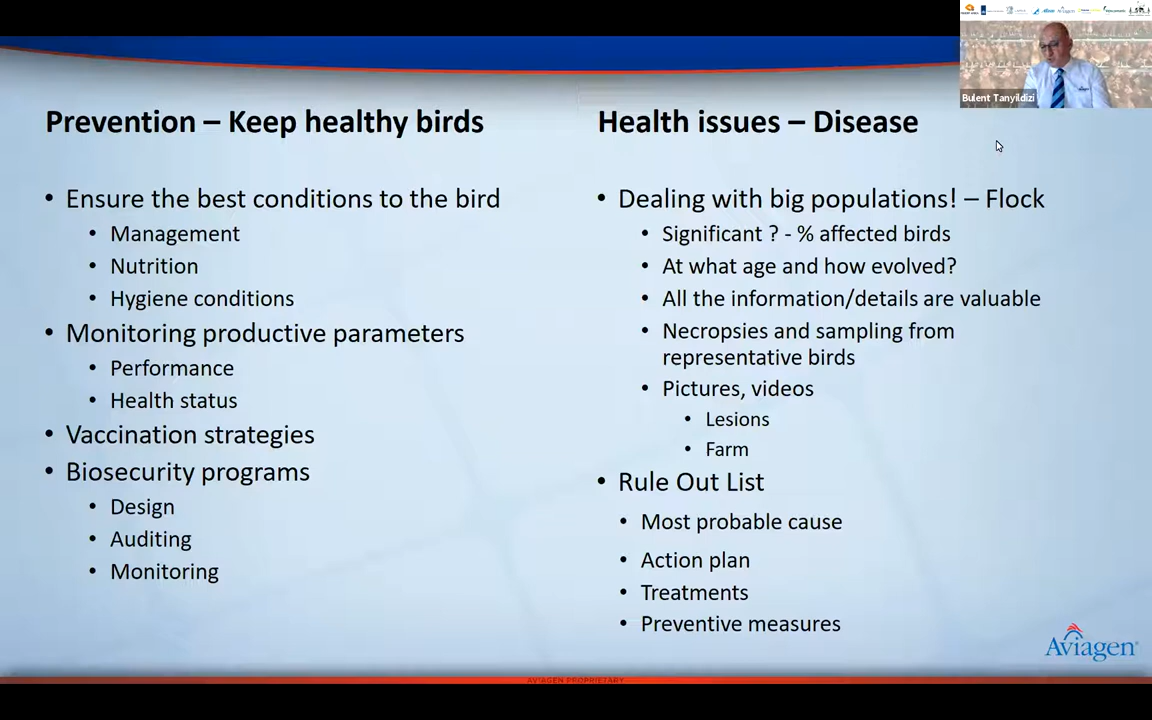 Bulent Tanyildizi
Prevention – Keep healthy birds
• Ensure the best conditions to the bird
• Management
• Nutrition
• Hygiene conditions
• Monitoring productive parameters
• Performance
• Health status
• Vaccination strategies
• Biosecurity programs
• Design
• Auditing
• Monitoring
Health issues – Disease
• Dealing with big populations! – Flock
• Significant ? - % affected birds
• At what age and how evolved?
• All the information/details are valuable
• Necropsies and sampling from
representative birds
• Pictures, videos
• Lesions
• Farm
• Rule Out List
• Most probable cause
• Action plan
• Treatments
• Preventive measures
Aviagen
AVIAGEN PROPRIETARY